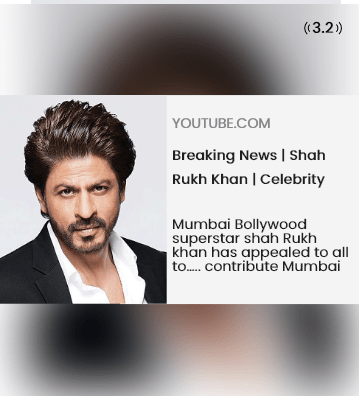 ((3.2))
YOUTUBE.COM
Breaking News | Shah
Rukh Khan | Celebrity
Mumbai Bollywood
superstar shah Rukh
khan has appealed to all
to..... contribute Mumbai